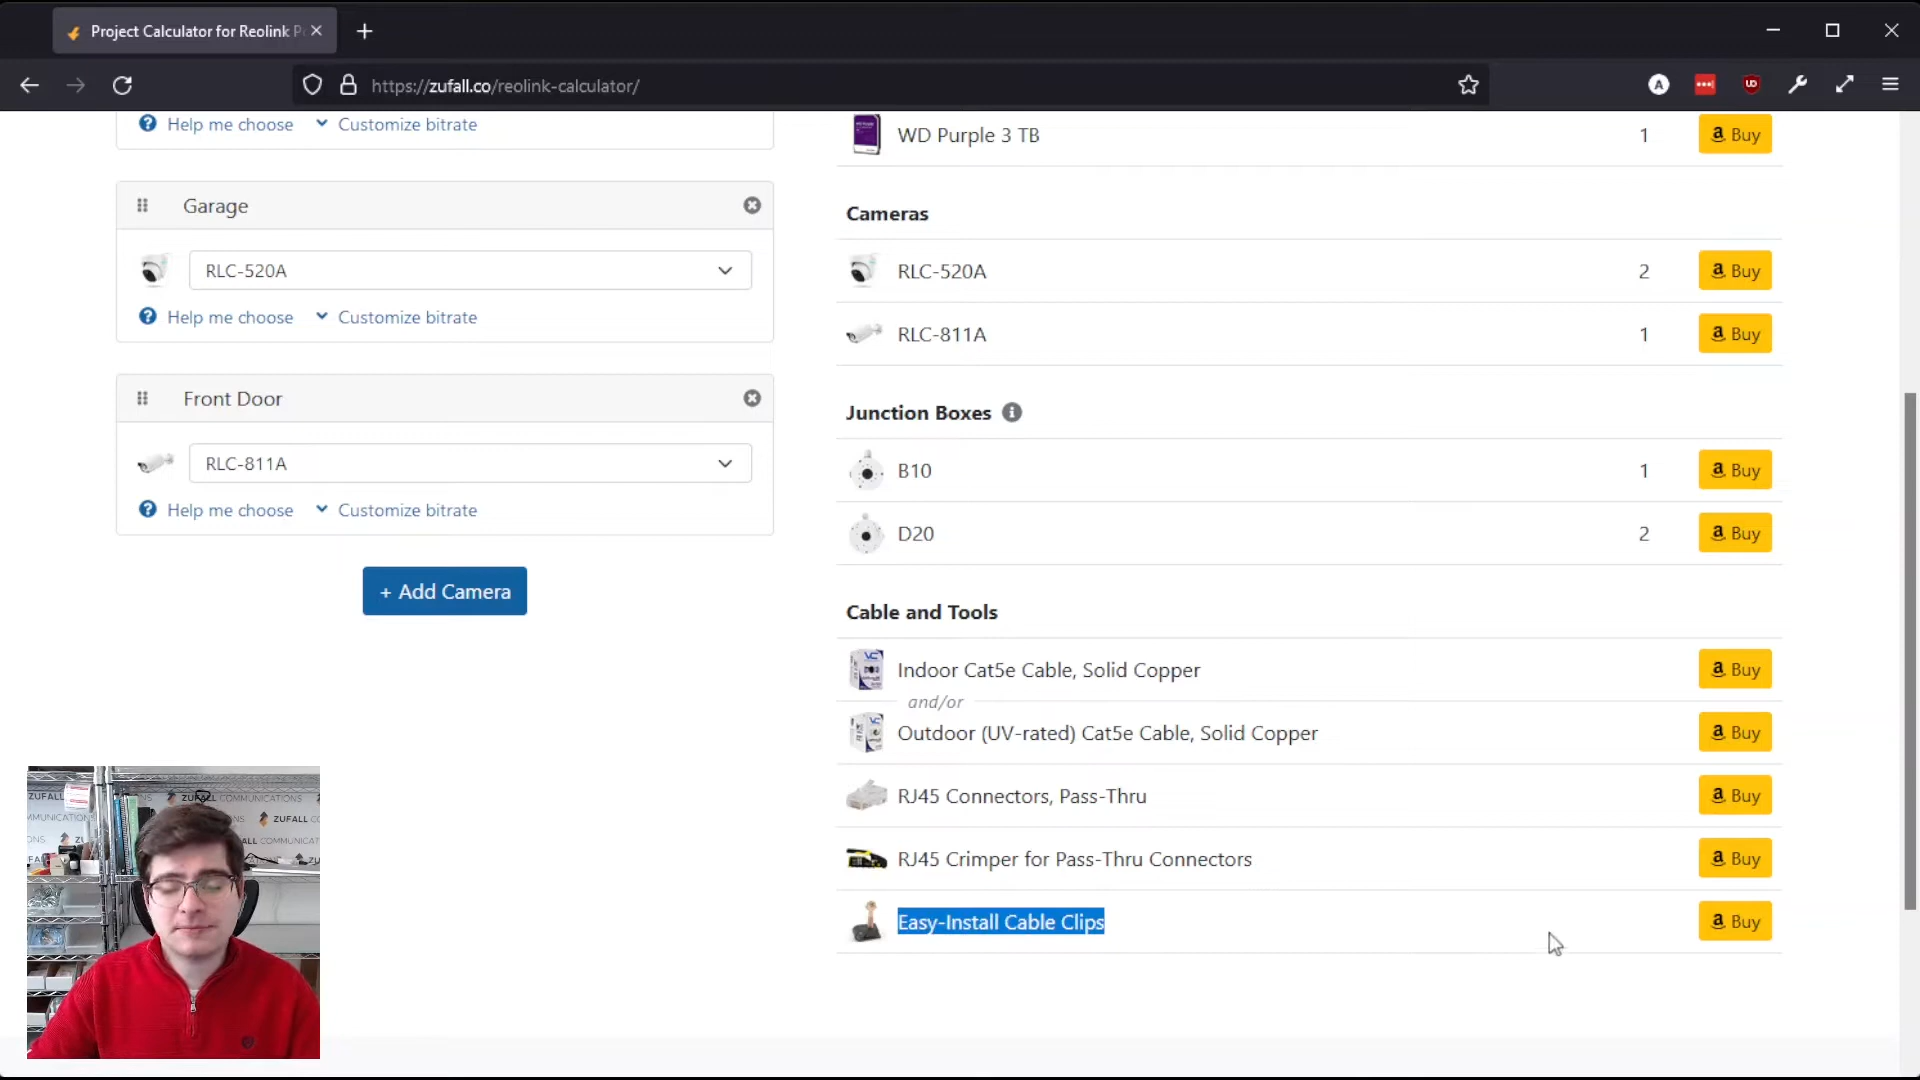 Project Calculator for Reolink P
https://zufall.co/reolink-calculator/
Help me choose
Customize bitrate
Garage
RLC-520A
Help me choose
Customize bitrate
Front Door
RLC-811A
Help me choose
Customize bitrate
+ Add Camera
WD Purple 3 TB 1 Buy
Cameras
RLC-520A 2 Buy
RLC-811A 1 Buy
Junction Boxes
B10 1 Buy
D20 2 Buy
Cable and Tools
Indoor Cat5e Cable, Solid Copper Buy
and/or
Outdoor (UV-rated) Cat5e Cable, Solid Copper Buy
RJ45 Connectors, Pass-Thru Buy
RJ45 Crimper for Pass-Thru Connectors Buy
Easy-Install Cable Clips Buy
ZUFALL COMMUNICATIONS
ZUFALL